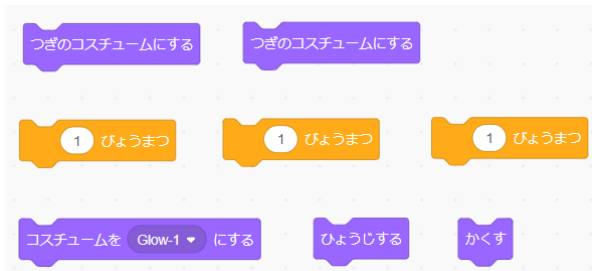 つぎのコスチュームにする つぎのコスチュームにする
1 びょうまつ 1 びょうまつ 1 びょうまつ
コスチュームを Glow-1 にする ひょうじする かくす